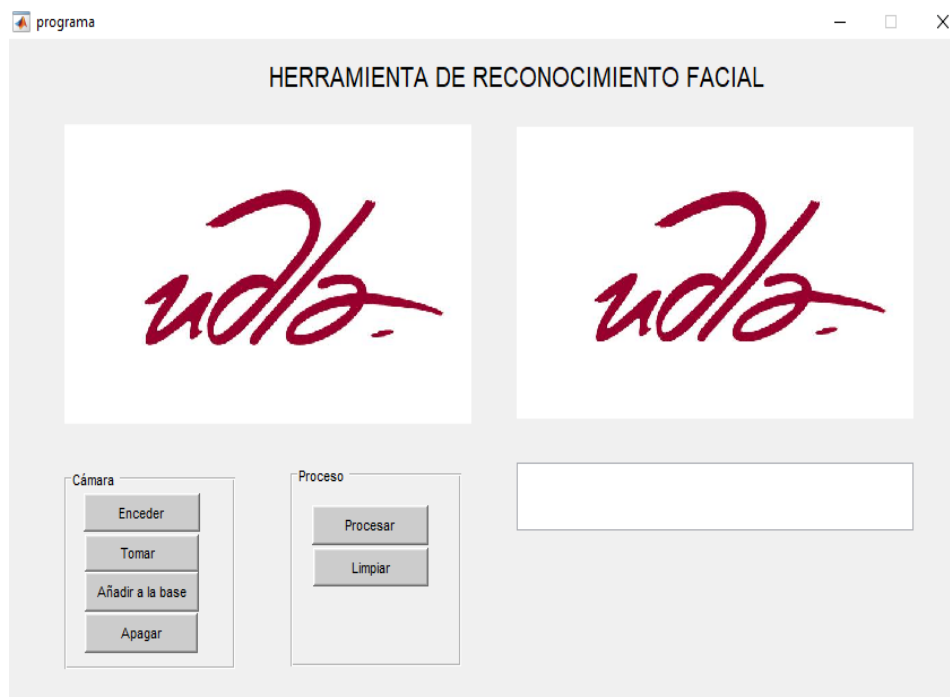 programa
HERRAMIENTA DE RECONOCIMIENTO FACIAL
udla. udla.
Cámara
Enceder
Tomar
Añadir a la base
Apagar
Proceso
Procesar
Limpiar